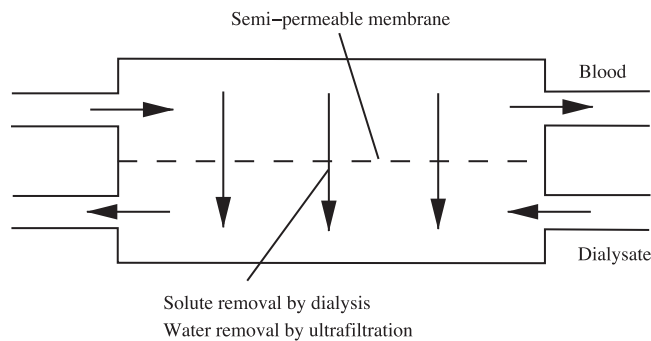 Semi-permeable membrane
Blood
Dialysate
Solute removal by dialysis
Water removal by ultrafiltration